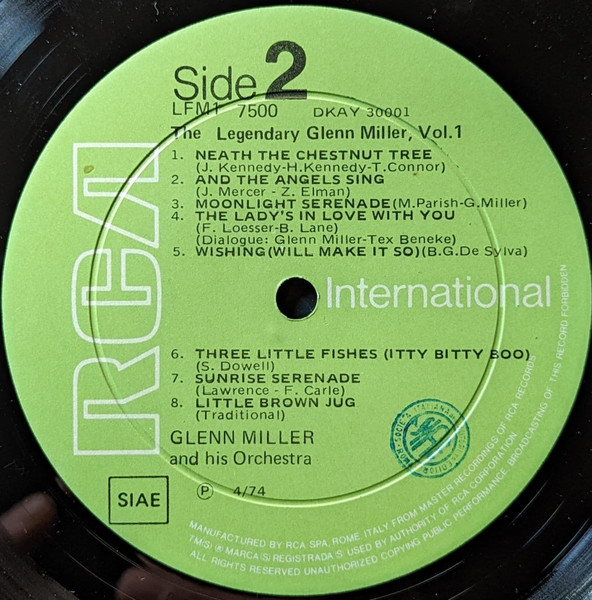 Side 2
LFM1 7500 DKAY 30001
The Legendary Glenn Miller, Vol.1
1. NEATH THE CHESTNUT TREE
(J. Kennedy-H.Kennedy-T.Connor)
2. AND THE ANGELS SING
(J. Mercer - Z. Elman)
3. MOONLIGHT SERENADE(M.Parish-G.Miller)
4. THE LADY'S IN LOVE WITH YOU
(F. Loesser-B. Lane)
(Dialogue: Glenn Miller-Tex Beneke)
5. WISHING(WILL MAKE IT SO)(B.G.De Sylva)
RCA
International
6. THREE LITTLE FISHES (ITTY BITTY BOO)
(S. Dowell)
7. SUNRISE SERENADE
(Lawrence - F. Carle)
8. LITTLE BROWN JUG
(Traditional)
GLENN MILLER
and his Orchestra
SIAE
℗ 4/74
MANUFACTURED BY RCA SPA, ROME, ITALY, FROM MASTER RECORDINGS OF RCA RECORDS
TM(S) ® MARCA(S) REGISTRADA(S) USED BY AUTHORITY OF RCA CORPORATION.
ALL RIGHTS RESERVED UNAUTHORIZED COPYING PUBLIC PERFORMANCE BROADCASTING OF THIS RECORD FORBIDDEN